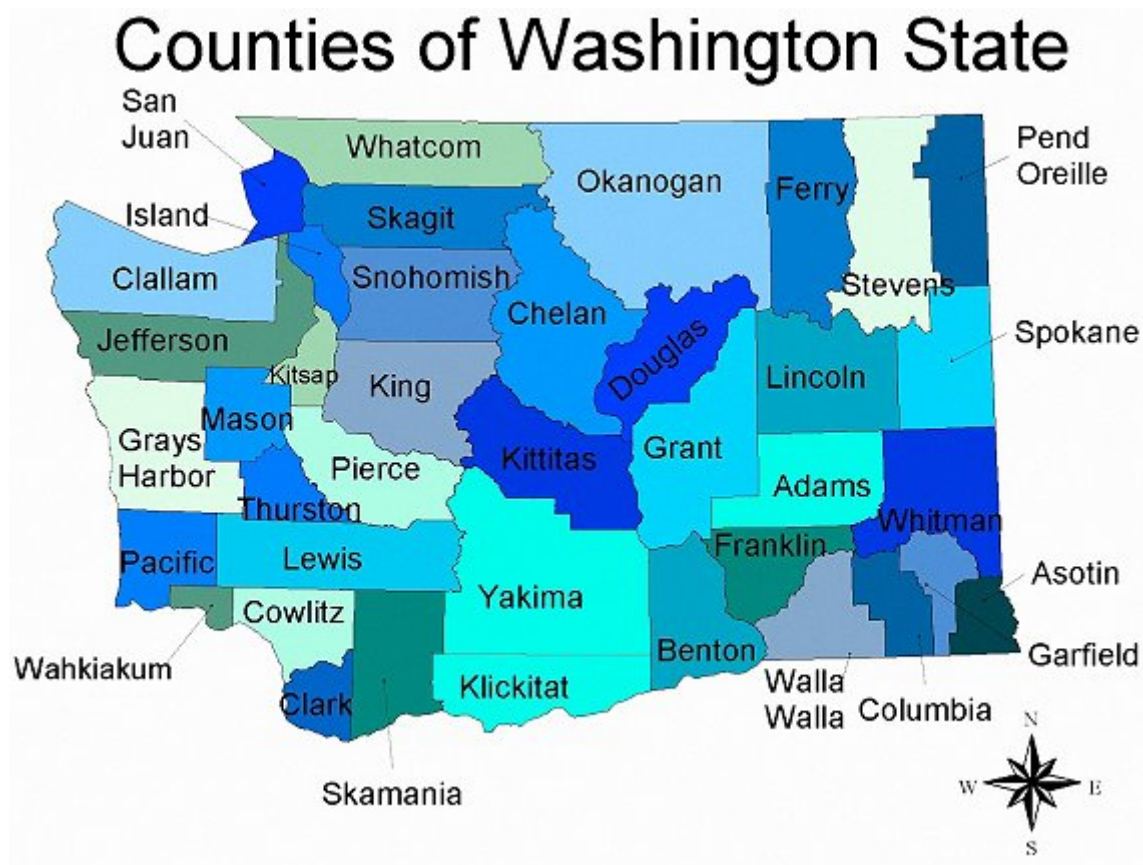 Counties of Washington State
San
Juan
Whatcom
Okanogan
Ferry
Pend
Oreille
Island
Skagit
Clallam
Snohomish
Stevens
Chelan
Jefferson
Douglas
Spokane
Kitsap
King
Lincoln
Mason
Grays
Harbor
Pierce
Kittitas
Grant
Adams
Thurston
Whitman
Pacific
Lewis
Franklin
Asotin
Yakima
Cowlitz
Wahkiakum
Benton
Garfield
Klickitat
Walla
Walla
Columbia
Clark
Skamania
N
W
E
S